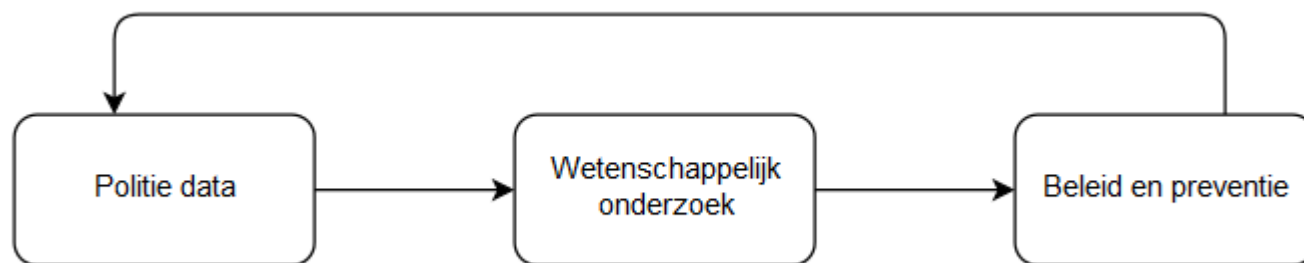 Politie data
Wetenschappelijk
onderzoek
Beleid en preventie